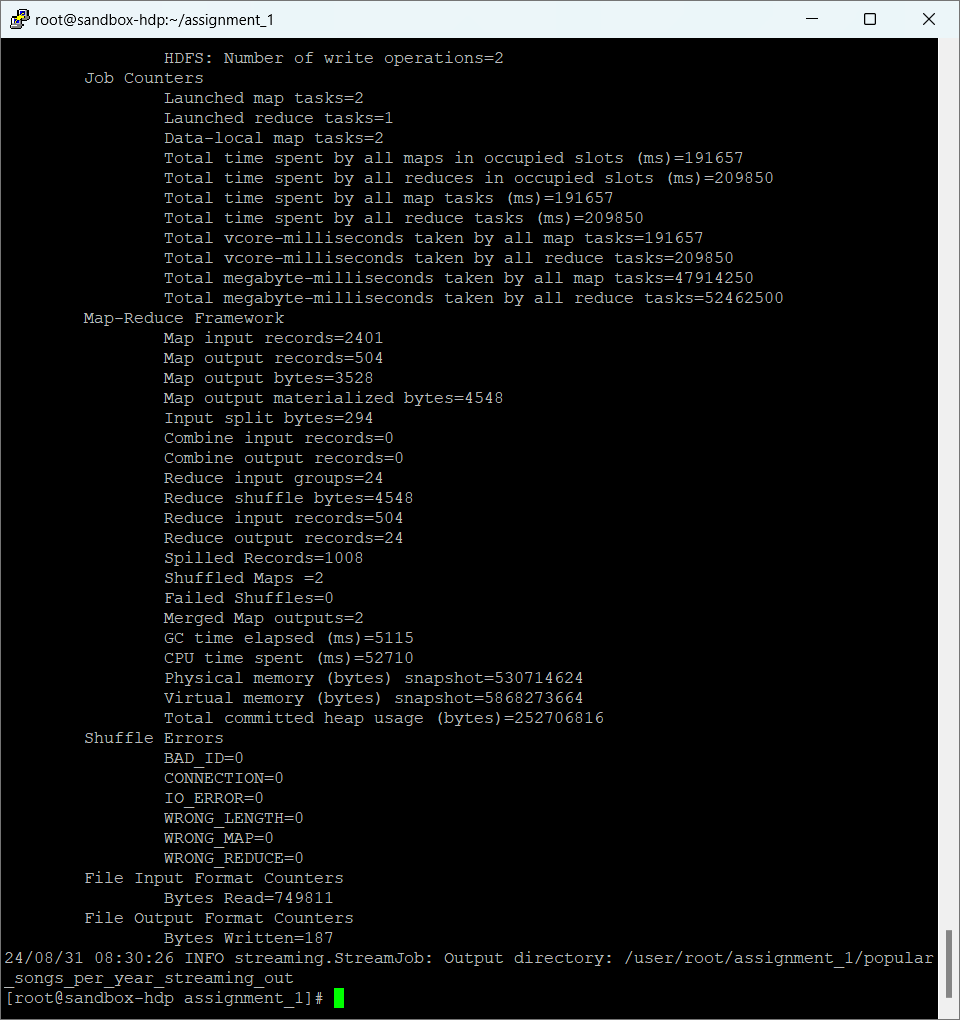 root@sandbox-hdp:~/assignment_1
HDFS: Number of write operations=2
Job Counters
Launched map tasks=2
Launched reduce tasks=1
Data-local map tasks=2
Total time spent by all maps in occupied slots (ms)=191657
Total time spent by all reduces in occupied slots (ms)=209850
Total time spent by all map tasks (ms)=191657
Total time spent by all reduce tasks (ms)=209850
Total vcore-milliseconds taken by all map tasks=191657
Total vcore-milliseconds taken by all reduce tasks=209850
Total megabyte-milliseconds taken by all map tasks=47914250
Total megabyte-milliseconds taken by all reduce tasks=52462500
Map-Reduce Framework
Map input records=2401
Map output records=504
Map output bytes=3528
Map output materialized bytes=4548
Input split bytes=294
Combine input records=0
Combine output records=0
Reduce input groups=24
Reduce shuffle bytes=4548
Reduce input records=504
Reduce output records=24
Spilled Records=1008
Shuffled Maps =2
Failed Shuffles=0
Merged Map outputs=2
GC time elapsed (ms)=5115
CPU time spent (ms)=52710
Physical memory (bytes) snapshot=530714624
Virtual memory (bytes) snapshot=5868273664
Total committed heap usage (bytes)=252706816
Shuffle Errors
BAD_ID=0
CONNECTION=0
IO_ERROR=0
WRONG_LENGTH=0
WRONG_MAP=0
WRONG_REDUCE=0
File Input Format Counters
Bytes Read=749811
File Output Format Counters
Bytes Written=187
24/08/31 08:30:26 INFO streaming.StreamJob: Output directory: /user/root/assignment_1/popular
_songs_per_year_streaming_out
[root@sandbox-hdp assignment_1]#